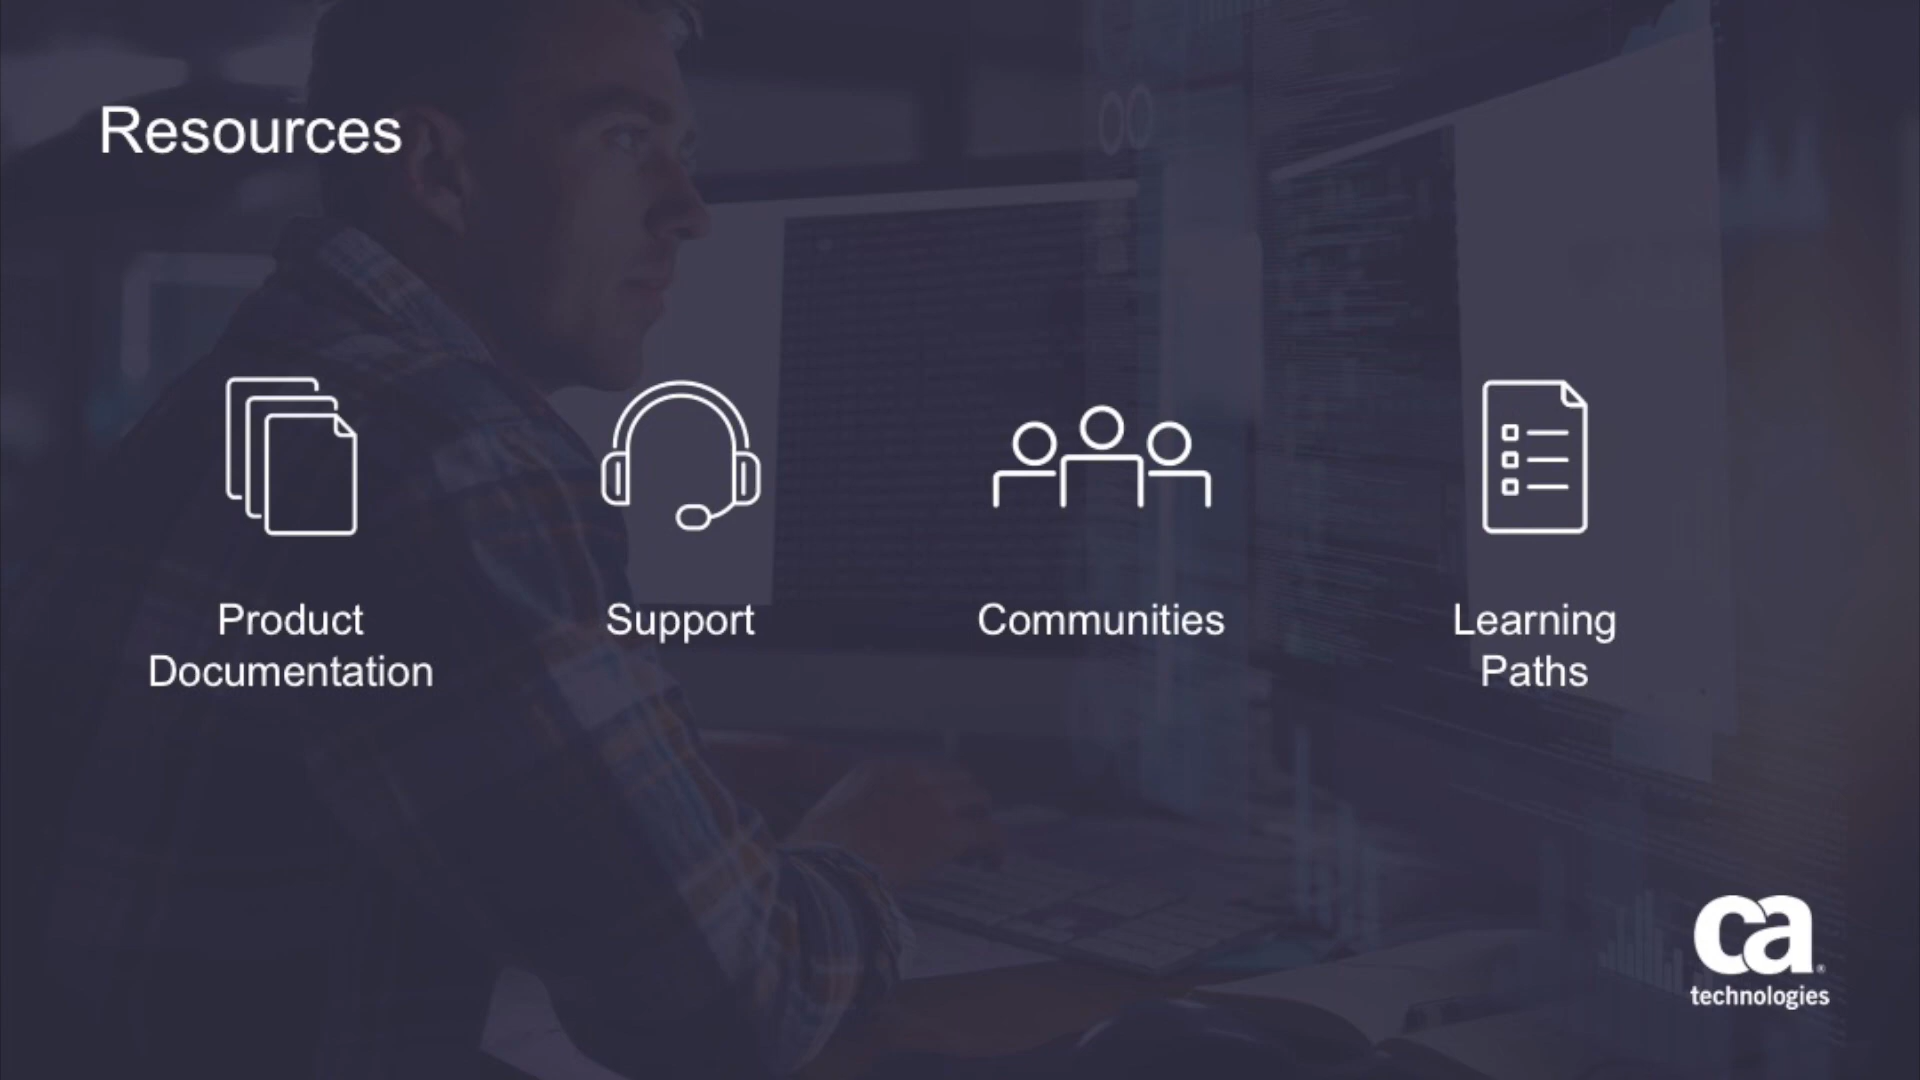 Resources
Product
Documentation
Support
Communities
Learning
Paths
ca
technologies